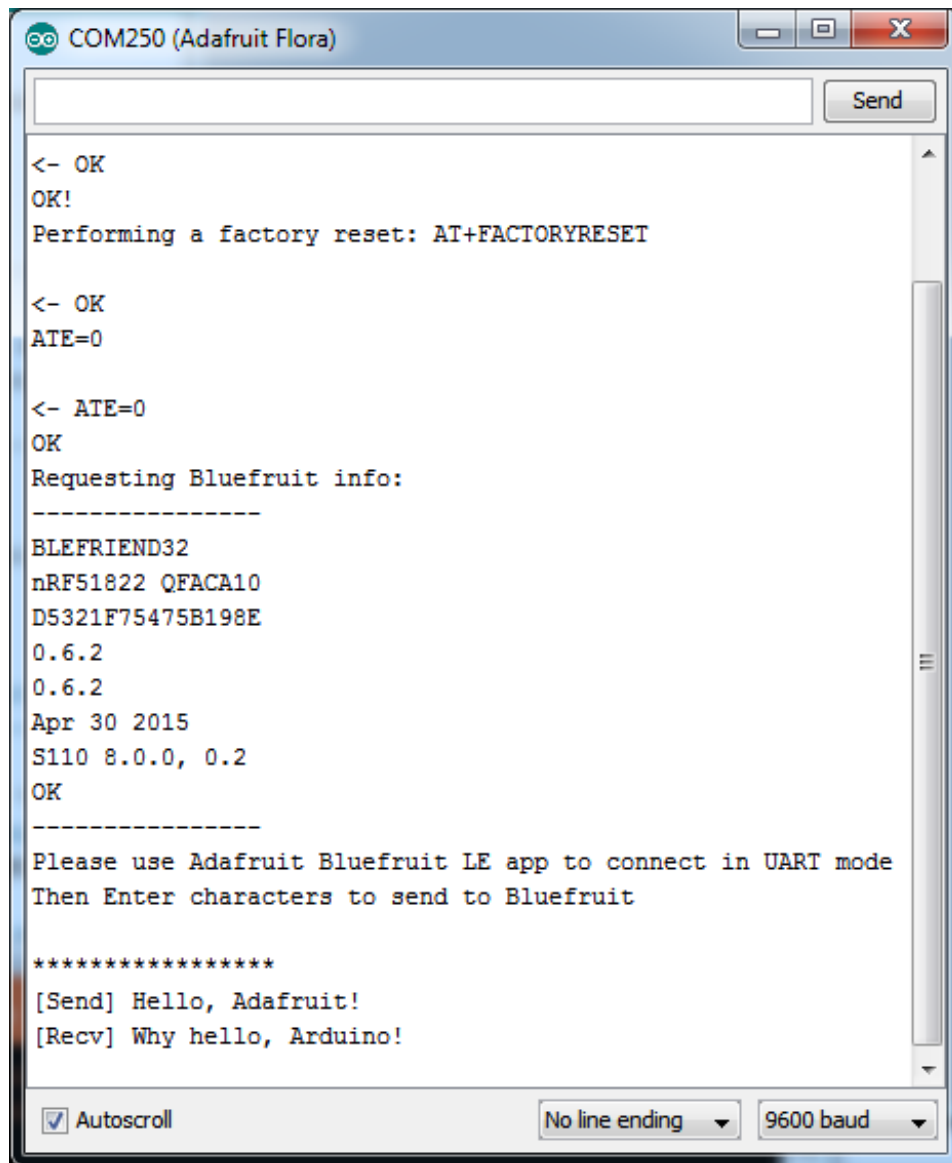 COM250 (Adafruit Flora)
Send
<- OK
OK!
Performing a factory reset: AT+FACTORYRESET
<- OK
ATE=0
<- ATE=0
OK
Requesting Bluefruit info:
----------------
BLEFRIEND32
nRF51822 QFACA10
D5321F75475B198E
0.6.2
0.6.2
Apr 30 2015
S110 8.0.0, 0.2
OK
----------------
Please use Adafruit Bluefruit LE app to connect in UART mode
Then Enter characters to send to Bluefruit
*****************
[Send] Hello, Adafruit!
[Recv] Why hello, Arduino!
Autoscroll No line ending 9600 baud